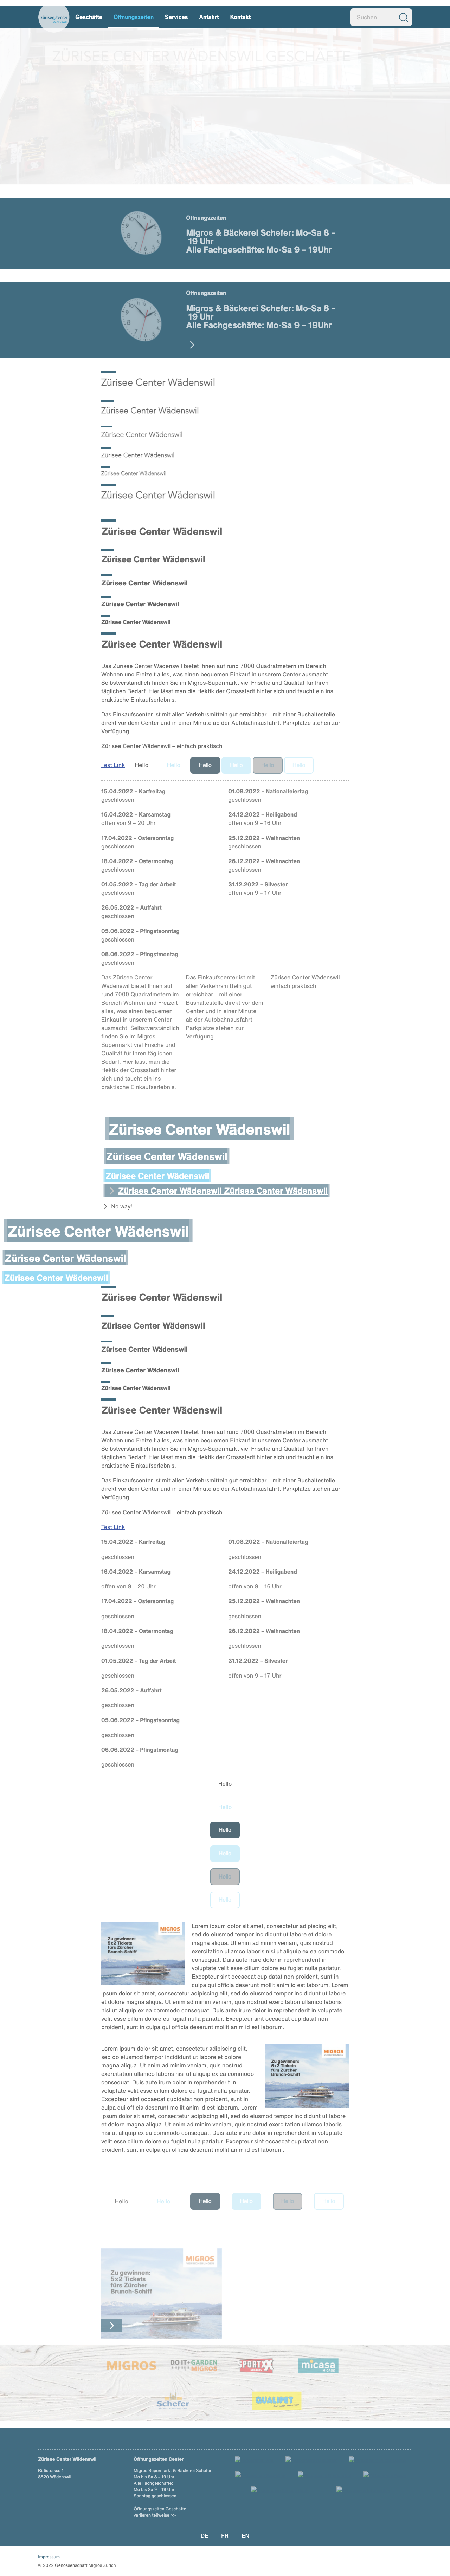 zürisee center
Geschäfte Öffnungszeiten Services Anfahrt Kontakt
Suchen...
ZÜRISEE CENTER WÄDENSWIL GESCHÄFTE
Öffnungszeiten
Migros & Bäckerei Schefer: Mo-Sa 8 –
19 Uhr
Alle Fachgeschäfte: Mo-Sa 9 – 19Uhr
Öffnungszeiten
Migros & Bäckerei Schefer: Mo-Sa 8 –
19 Uhr
Alle Fachgeschäfte: Mo-Sa 9 – 19Uhr
Zürisee Center Wädenswil
Zürisee Center Wädenswil
Zürisee Center Wädenswil
Zürisee Center Wädenswil
Zürisee Center Wädenswil
Zürisee Center Wädenswil
Zürisee Center Wädenswil
Zürisee Center Wädenswil
Zürisee Center Wädenswil
Zürisee Center Wädenswil
Zürisee Center Wädenswil
Zürisee Center Wädenswil
Das Zürisee Center Wädenswil bietet Ihnen auf rund 7000 Quadratmetern im Bereich
Wohnen und Freizeit alles, was einen bequemen Einkauf in unserem Center ausmacht.
Selbstverständlich finden Sie im Migros-Supermarkt viel Frische und Qualität für Ihren
täglichen Bedarf. Hier lässt man die Hektik der Grossstadt hinter sich und taucht ein ins
praktische Einkaufserlebnis.
Das Einkaufscenter ist mit allen Verkehrsmitteln gut erreichbar – mit einer Bushaltestelle
direkt vor dem Center und in einer Minute ab der Autobahnausfahrt. Parkplätze stehen zur
Verfügung.
Zürisee Center Wädenswil – einfach praktisch
Test Link Hello Hello Hello Hello Hello Hello
15.04.2022 – Karfreitag
geschlossen
16.04.2022 – Karsamstag
offen von 9 – 20 Uhr
17.04.2022 – Ostersonntag
geschlossen
18.04.2022 – Ostermontag
geschlossen
01.05.2022 – Tag der Arbeit
geschlossen
26.05.2022 – Auffahrt
geschlossen
05.06.2022 – Pfingstsonntag
geschlossen
06.06.2022 – Pfingstmontag
geschlossen
01.08.2022 – Nationalfeiertag
geschlossen
24.12.2022 – Heiligabend
offen von 9 – 16 Uhr
25.12.2022 – Weihnachten
geschlossen
26.12.2022 – Weihnachten
geschlossen
31.12.2022 – Silvester
offen von 9 – 17 Uhr
Das Zürisee Center
Wädenswil bietet Ihnen auf
rund 7000 Quadratmetern im
Bereich Wohnen und Freizeit
alles, was einen bequemen
Einkauf in unserem Center
ausmacht. Selbstverständlich
finden Sie im Migros-
Supermarkt viel Frische und
Qualität für Ihren täglichen
Bedarf. Hier lässt man die
Hektik der Grossstadt hinter
sich und taucht ein ins
praktische Einkaufserlebnis.
Das Einkaufscenter ist mit
allen Verkehrsmitteln gut
erreichbar – mit einer
Bushaltestelle direkt vor dem
Center und in einer Minute
ab der Autobahnausfahrt.
Parkplätze stehen zur
Verfügung.
Zürisee Center Wädenswil –
einfach praktisch
Zürisee Center Wädenswil
Zürisee Center Wädenswil
Zürisee Center Wädenswil
Zürisee Center Wädenswil Zürisee Center Wädenswil
No way!
Zürisee Center Wädenswil
Zürisee Center Wädenswil
Zürisee Center Wädenswil
Zürisee Center Wädenswil
Zürisee Center Wädenswil
Zürisee Center Wädenswil
Zürisee Center Wädenswil
Zürisee Center Wädenswil
Zürisee Center Wädenswil
Das Zürisee Center Wädenswil bietet Ihnen auf rund 7000 Quadratmetern im Bereich
Wohnen und Freizeit alles, was einen bequemen Einkauf in unserem Center ausmacht.
Selbstverständlich finden Sie im Migros-Supermarkt viel Frische und Qualität für Ihren
täglichen Bedarf. Hier lässt man die Hektik der Grossstadt hinter sich und taucht ein ins
praktische Einkaufserlebnis.
Das Einkaufscenter ist mit allen Verkehrsmitteln gut erreichbar – mit einer Bushaltestelle
direkt vor dem Center und in einer Minute ab der Autobahnausfahrt. Parkplätze stehen zur
Verfügung.
Zürisee Center Wädenswil – einfach praktisch
Test Link
15.04.2022 – Karfreitag
geschlossen
16.04.2022 – Karsamstag
offen von 9 – 20 Uhr
17.04.2022 – Ostersonntag
geschlossen
18.04.2022 – Ostermontag
geschlossen
01.05.2022 – Tag der Arbeit
geschlossen
26.05.2022 – Auffahrt
geschlossen
05.06.2022 – Pfingstsonntag
geschlossen
06.06.2022 – Pfingstmontag
geschlossen
01.08.2022 – Nationalfeiertag
geschlossen
24.12.2022 – Heiligabend
offen von 9 – 16 Uhr
25.12.2022 – Weihnachten
geschlossen
26.12.2022 – Weihnachten
geschlossen
31.12.2022 – Silvester
offen von 9 – 17 Uhr
Hello
Hello
Hello
Hello
Hello
Hello
MIGROS
Zu gewinnen:
5x2 Tickets
fürs Zürcher
Brunch-Schiff
Lorem ipsum dolor sit amet, consectetur adipiscing elit,
sed do eiusmod tempor incididunt ut labore et dolore
magna aliqua. Ut enim ad minim veniam, quis nostrud
exercitation ullamco laboris nisi ut aliquip ex ea commodo
consequat. Duis aute irure dolor in reprehenderit in
voluptate velit esse cillum dolore eu fugiat nulla pariatur.
Excepteur sint occaecat cupidatat non proident, sunt in
culpa qui officia deserunt mollit anim id est laborum. Lorem
ipsum dolor sit amet, consectetur adipiscing elit, sed do eiusmod tempor incididunt ut labore
et dolore magna aliqua. Ut enim ad minim veniam, quis nostrud exercitation ullamco laboris
nisi ut aliquip ex ea commodo consequat. Duis aute irure dolor in reprehenderit in voluptate
velit esse cillum dolore eu fugiat nulla pariatur. Excepteur sint occaecat cupidatat non
proident, sunt in culpa qui officia deserunt mollit anim id est laborum.
Lorem ipsum dolor sit amet, consectetur adipiscing elit,
sed do eiusmod tempor incididunt ut labore et dolore
magna aliqua. Ut enim ad minim veniam, quis nostrud
exercitation ullamco laboris nisi ut aliquip ex ea commodo
consequat. Duis aute irure dolor in reprehenderit in
voluptate velit esse cillum dolore eu fugiat nulla pariatur.
Excepteur sint occaecat cupidatat non proident, sunt in
culpa qui officia deserunt mollit anim id est laborum. Lorem
ipsum dolor sit amet, consectetur adipiscing elit, sed do eiusmod tempor incididunt ut labore
et dolore magna aliqua. Ut enim ad minim veniam, quis nostrud exercitation ullamco laboris
nisi ut aliquip ex ea commodo consequat. Duis aute irure dolor in reprehenderit in voluptate
velit esse cillum dolore eu fugiat nulla pariatur. Excepteur sint occaecat cupidatat non
proident, sunt in culpa qui officia deserunt mollit anim id est laborum.
MIGROS
Zu gewinnen:
5x2 Tickets
fürs Zürcher
Brunch-Schiff
Hello Hello Hello Hello Hello Hello
MIGROS
Zu gewinnen:
5x2 Tickets
fürs Zürcher
Brunch-Schiff
MIGROS
DO IT + GARDEN
MIGROS
SPORTXX
micasa
Schefer
QUALIPET
Zürisee Center Wädenswil
Rütistrasse 1
8820 Wädenswil
Öffnungszeiten Center
Migros Supermarkt & Bäckerei Schefer:
Mo bis Sa 8 – 19 Uhr
Alle Fachgeschäfte:
Mo bis Sa 9 – 19 Uhr
Sonntag geschlossen
Öffnungszeiten Geschäfte
variieren teilweise >>
DE FR EN
Impressum
© 2022 Genossenschaft Migros Zürich